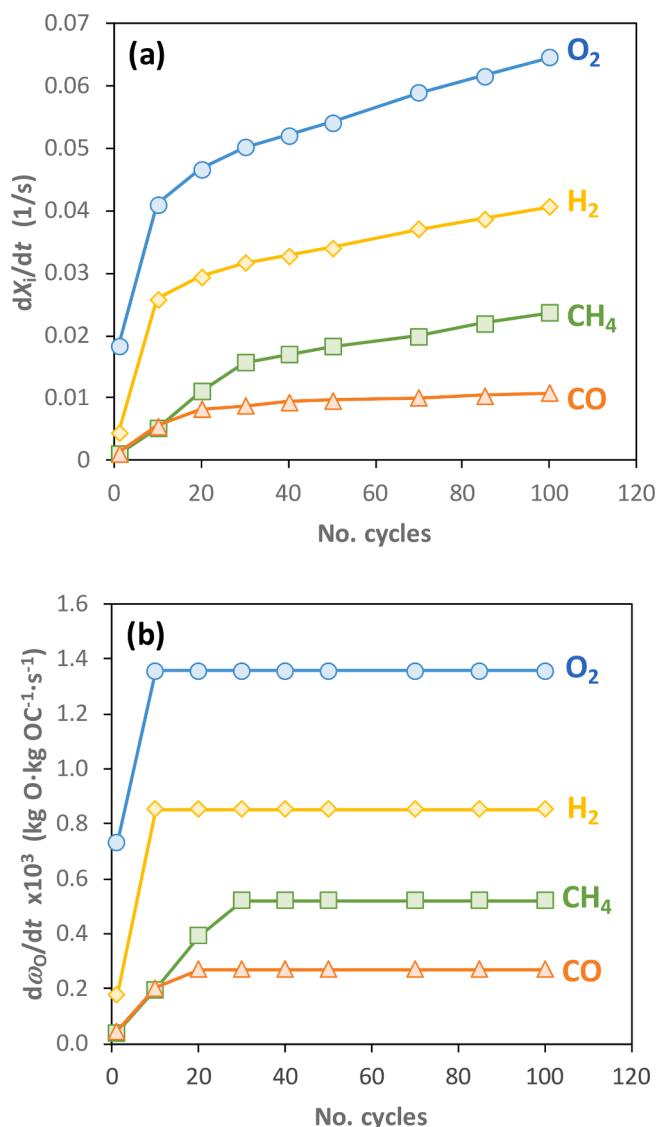 (a)
0.07
0.06
0.05
0.04
0.03
0.02
0.01
0
dXᵢ/dt (1/s)
O₂
H₂
CH₄
CO
0 20 40 60 80 100 120
No. cycles
(b)
1.6
1.4
1.2
1.0
0.8
0.6
0.4
0.2
0.0
dω₀/dt x10³ (kg O·kg OC⁻¹·s⁻¹)
O₂
H₂
CH₄
CO
0 20 40 60 80 100 120
No. cycles